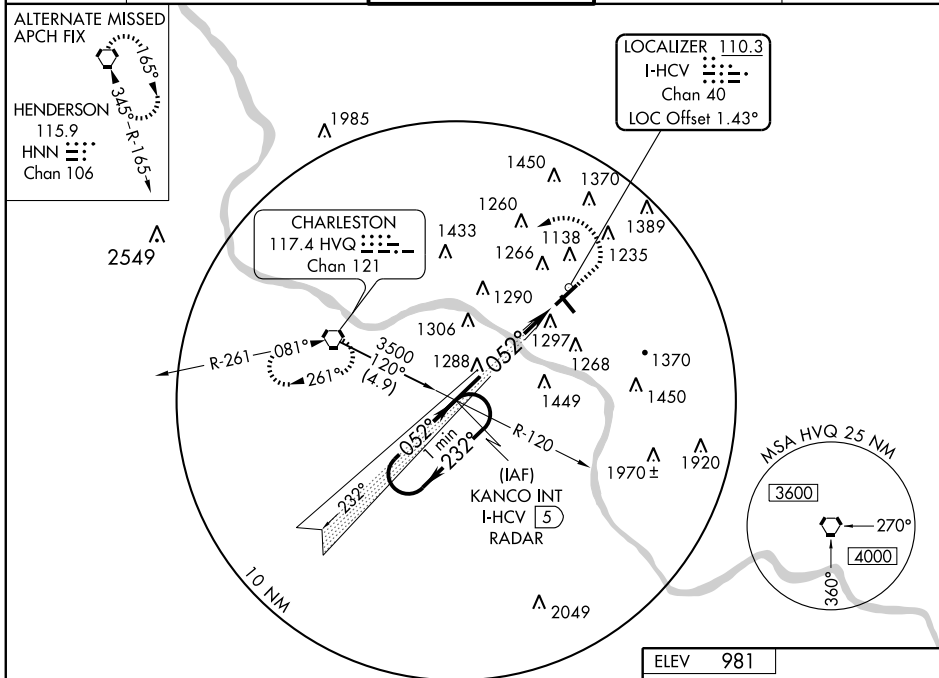 ALTERNATE MISSED
APCH FIX
165°
345°
R-165
HENDERSON
115.9
HNN
Chan 106
LOCALIZER 110.3
I-HCV
Chan 40
LOC Offset 1.43°
1985
1450
1370
1260
1389
2549
CHARLESTON
117.4 HVQ
Chan 121
1433
1138
1266
1235
1290
1306
1297
R-261
081°
261°
3500
120°
(4.9)
1288
052°
1268
1370
1449
1450
052°
1 min
232°
R-120
232°
(IAF)
KANCO INT
I-HCV 5
RADAR
1970 ±
1920
MSA HVQ 25 NM
3600
270°
4000
360°
10 NM
2049
ELEV 981